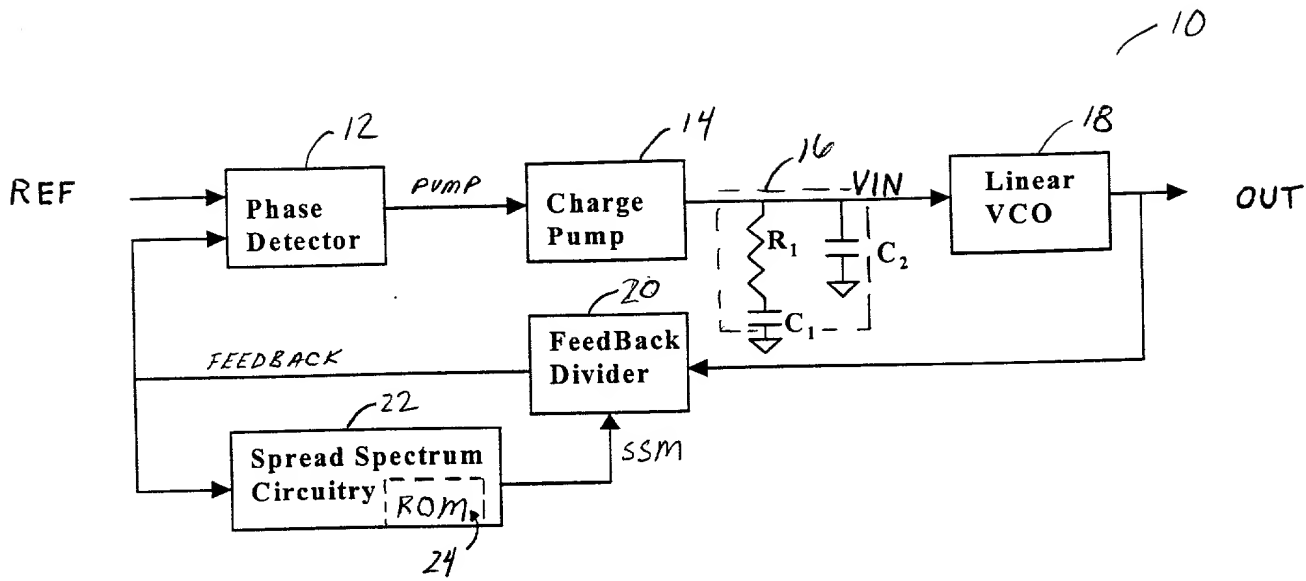 10
12
14
16
18
REF
PUMP
VIN
OUT
Phase
Detector
Charge
Pump
R1
C2
C1
Linear
VCO
20
FEEDBACK
FeedBack
Divider
22
SSM
Spread Spectrum
Circuitry
ROM
24